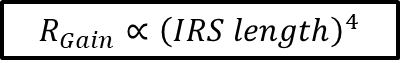 R_Gain ∝ (IRS length)^4